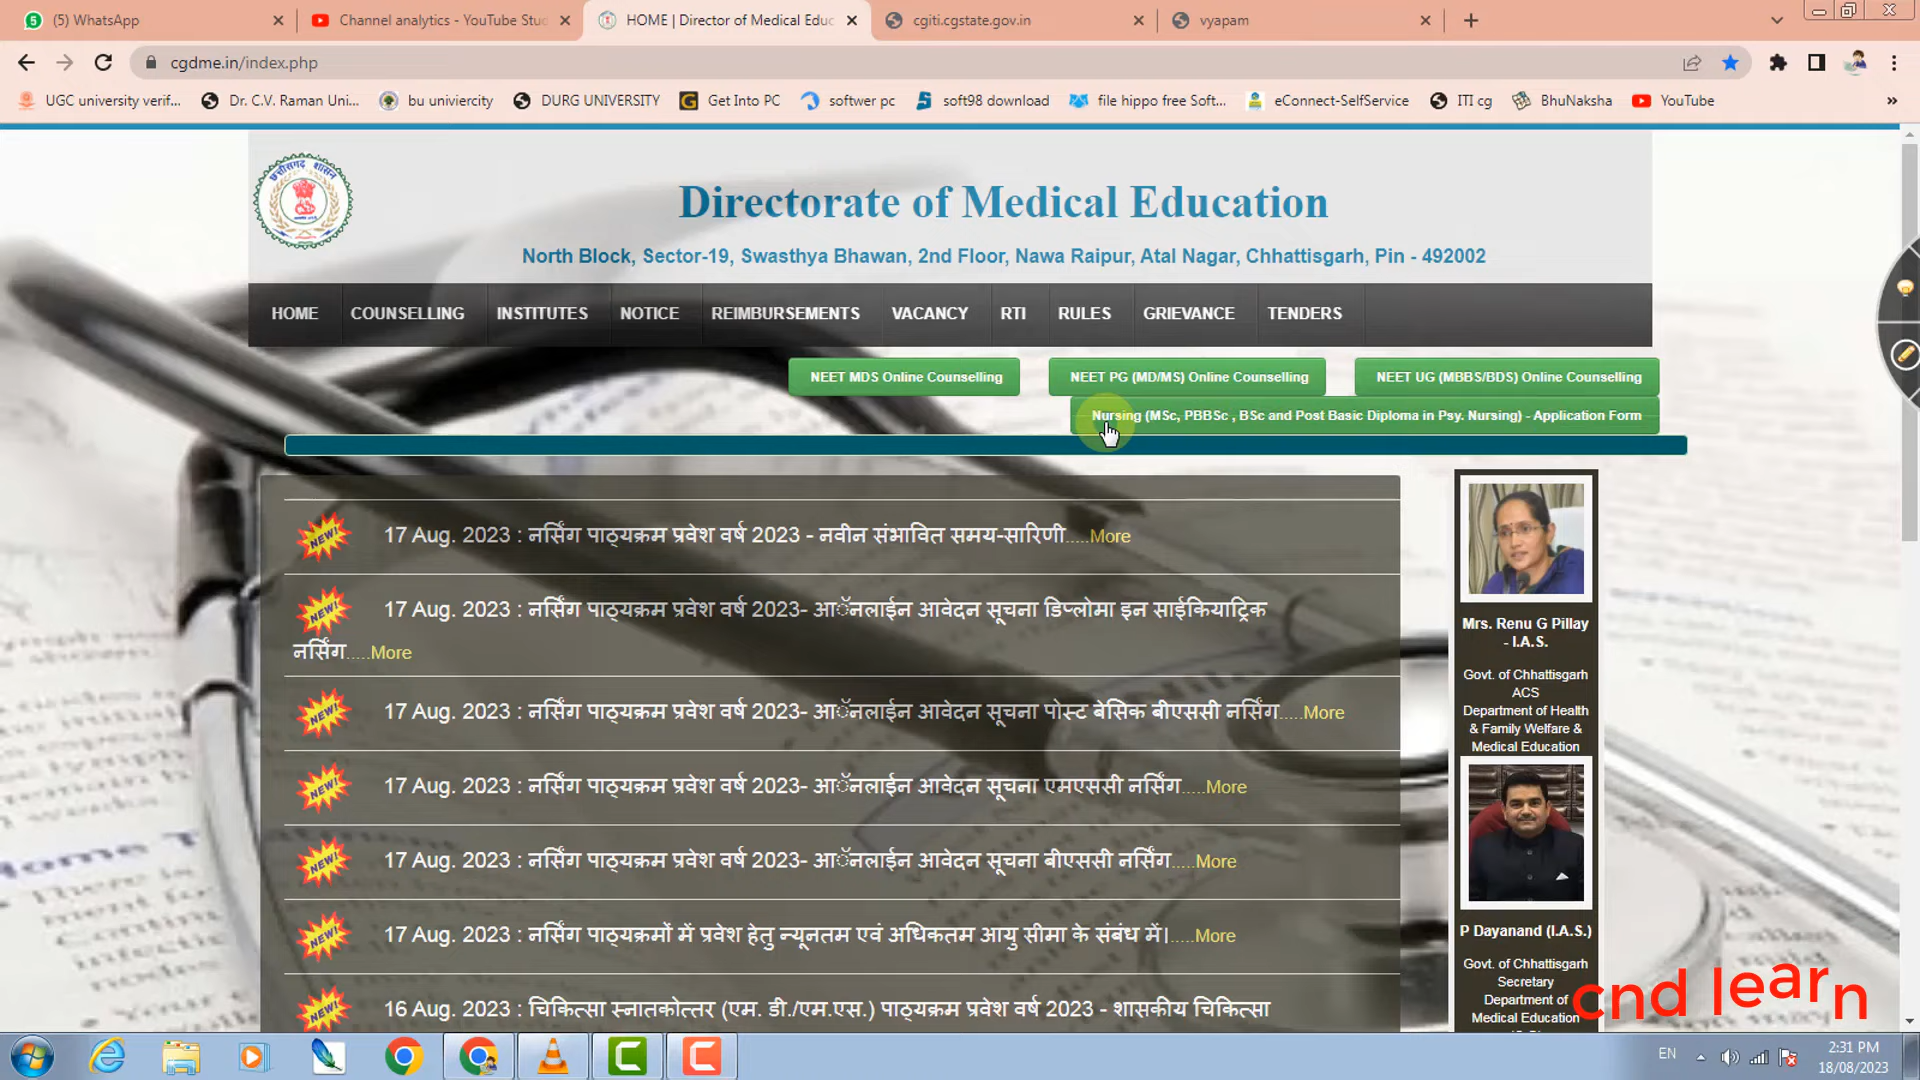 (5) WhatsApp
Channel analytics - YouTube Stud
HOME | Director of Medical Educ
cgiti.cgstate.gov.in
vyapam
cgdme.in/index.php
UGC university verif...
Dr. C.V. Raman Uni...
bu univiercity
DURG UNIVERSITY
Get Into PC
softwer pc
soft98 download
file hippo free Soft...
eConnect-SelfService
ITI cg
BhuNaksha
YouTube
छत्तीसगढ़ शासन
Directorate of Medical Education
North Block, Sector-19, Swasthya Bhawan, 2nd Floor, Nawa Raipur, Atal Nagar, Chhattisgarh, Pin - 492002
HOME COUNSELLING INSTITUTES NOTICE REIMBURSEMENTS VACANCY RTI RULES GRIEVANCE TENDERS
NEET MDS Online Counselling
NEET PG (MD/MS) Online Counselling
NEET UG (MBBS/BDS) Online Counselling
Nursing (MSc, PBBSc , BSc and Post Basic Diploma in Psy. Nursing) - Application Form
NEW! 17 Aug. 2023 : नर्सिंग पाठ्यक्रम प्रवेश वर्ष 2023 - नवीन संभावित समय-सारिणी.....More
NEW! 17 Aug. 2023 : नर्सिंग पाठ्यक्रम प्रवेश वर्ष 2023- आॅनलाईन आवेदन सूचना डिप्लोमा इन साईकियाट्रिक
नर्सिंग.....More
NEW! 17 Aug. 2023 : नर्सिंग पाठ्यक्रम प्रवेश वर्ष 2023- आॅनलाईन आवेदन सूचना पोस्ट बेसिक बीएससी नर्सिंग.....More
NEW! 17 Aug. 2023 : नर्सिंग पाठ्यक्रम प्रवेश वर्ष 2023- आॅनलाईन आवेदन सूचना एमएससी नर्सिंग.....More
NEW! 17 Aug. 2023 : नर्सिंग पाठ्यक्रम प्रवेश वर्ष 2023- आॅनलाईन आवेदन सूचना बीएससी नर्सिंग.....More
NEW! 17 Aug. 2023 : नर्सिंग पाठ्यक्रमों में प्रवेश हेतु न्यूनतम एवं अधिकतम आयु सीमा के संबंध में।.....More
NEW! 16 Aug. 2023 : चिकित्सा स्नातकोत्तर (एम. डी./एम.एस.) पाठ्यक्रम प्रवेश वर्ष 2023 - शासकीय चिकित्सा
Mrs. Renu G Pillay
- I.A.S.
Govt. of Chhattisgarh
ACS
Department of Health
& Family Welfare &
Medical Education
P Dayanand (I.A.S.)
Govt. of Chhattisgarh
Secretary
Department of
Medical Education
cnd learn
EN
2:31 PM
18/08/2023